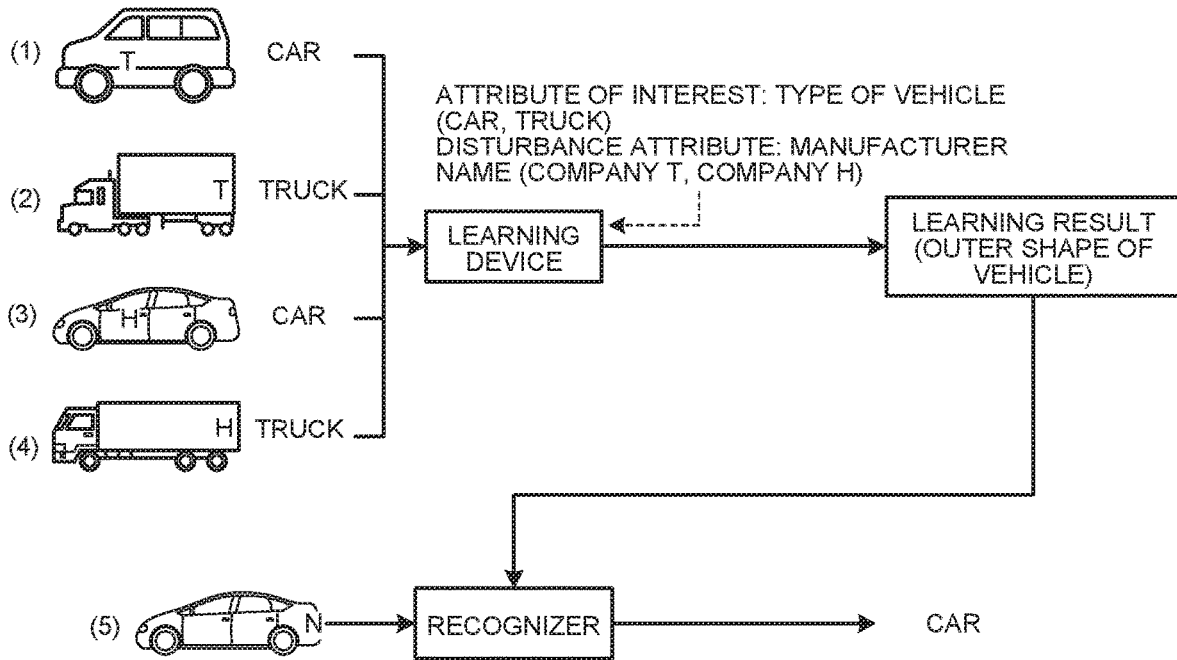 (1) T CAR
ATTRIBUTE OF INTEREST: TYPE OF VEHICLE
(CAR, TRUCK)
DISTURBANCE ATTRIBUTE: MANUFACTURER
NAME (COMPANY T, COMPANY H)
(2) T TRUCK
LEARNING
DEVICE
LEARNING RESULT
(OUTER SHAPE OF
VEHICLE)
(3) H CAR
(4) H TRUCK
(5) N RECOGNIZER CAR